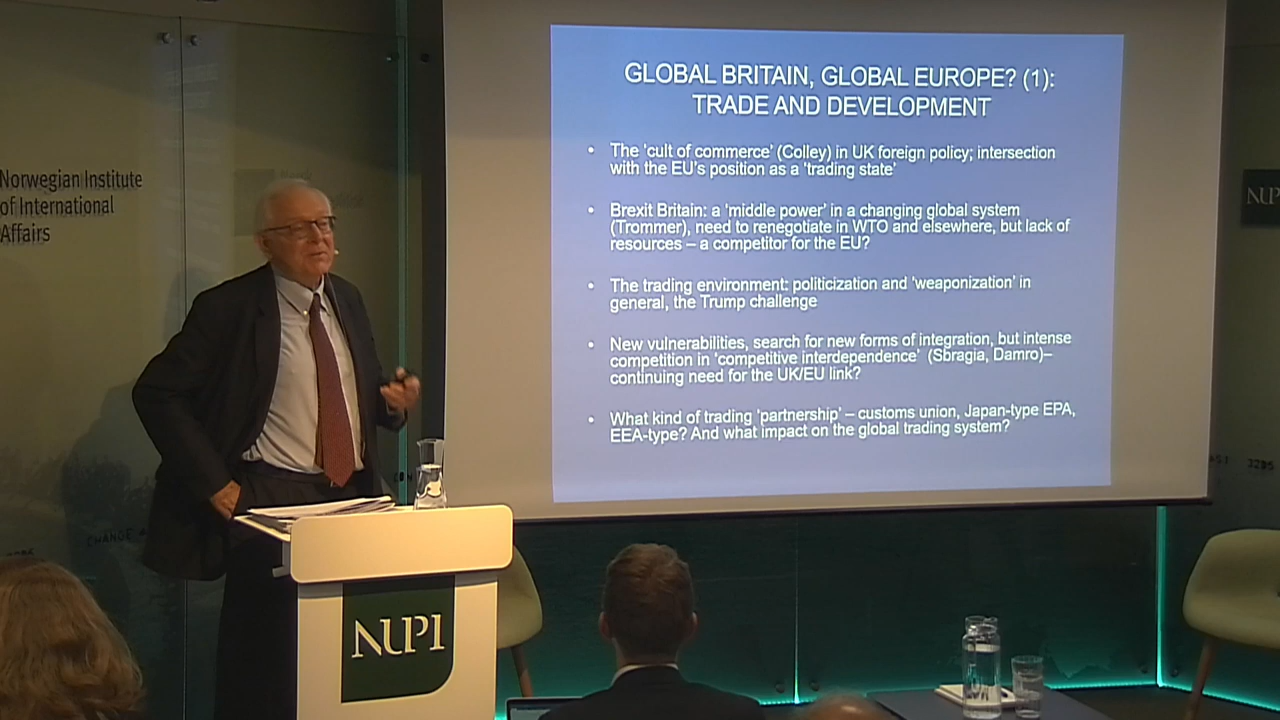 Norwegian Institute
of International
Affairs
GLOBAL BRITAIN, GLOBAL EUROPE? (1):
TRADE AND DEVELOPMENT
• The 'cult of commerce' (Colley) in UK foreign policy; intersection
with the EU's position as a 'trading state'
• Brexit Britain: a 'middle power' in a changing global system
(Trommer), need to renegotiate in WTO and elsewhere, but lack of
resources – a competitor for the EU?
• The trading environment: politicization and 'weaponization' in
general, the Trump challenge
• New vulnerabilities, search for new forms of integration, but intense
competition in 'competitive interdependence' (Sbragia, Damro)–
continuing need for the UK/EU link?
• What kind of trading 'partnership' – customs union, Japan-type EPA,
EEA-type? And what impact on the global trading system?
NUP
CHANGE
3295
NUPI